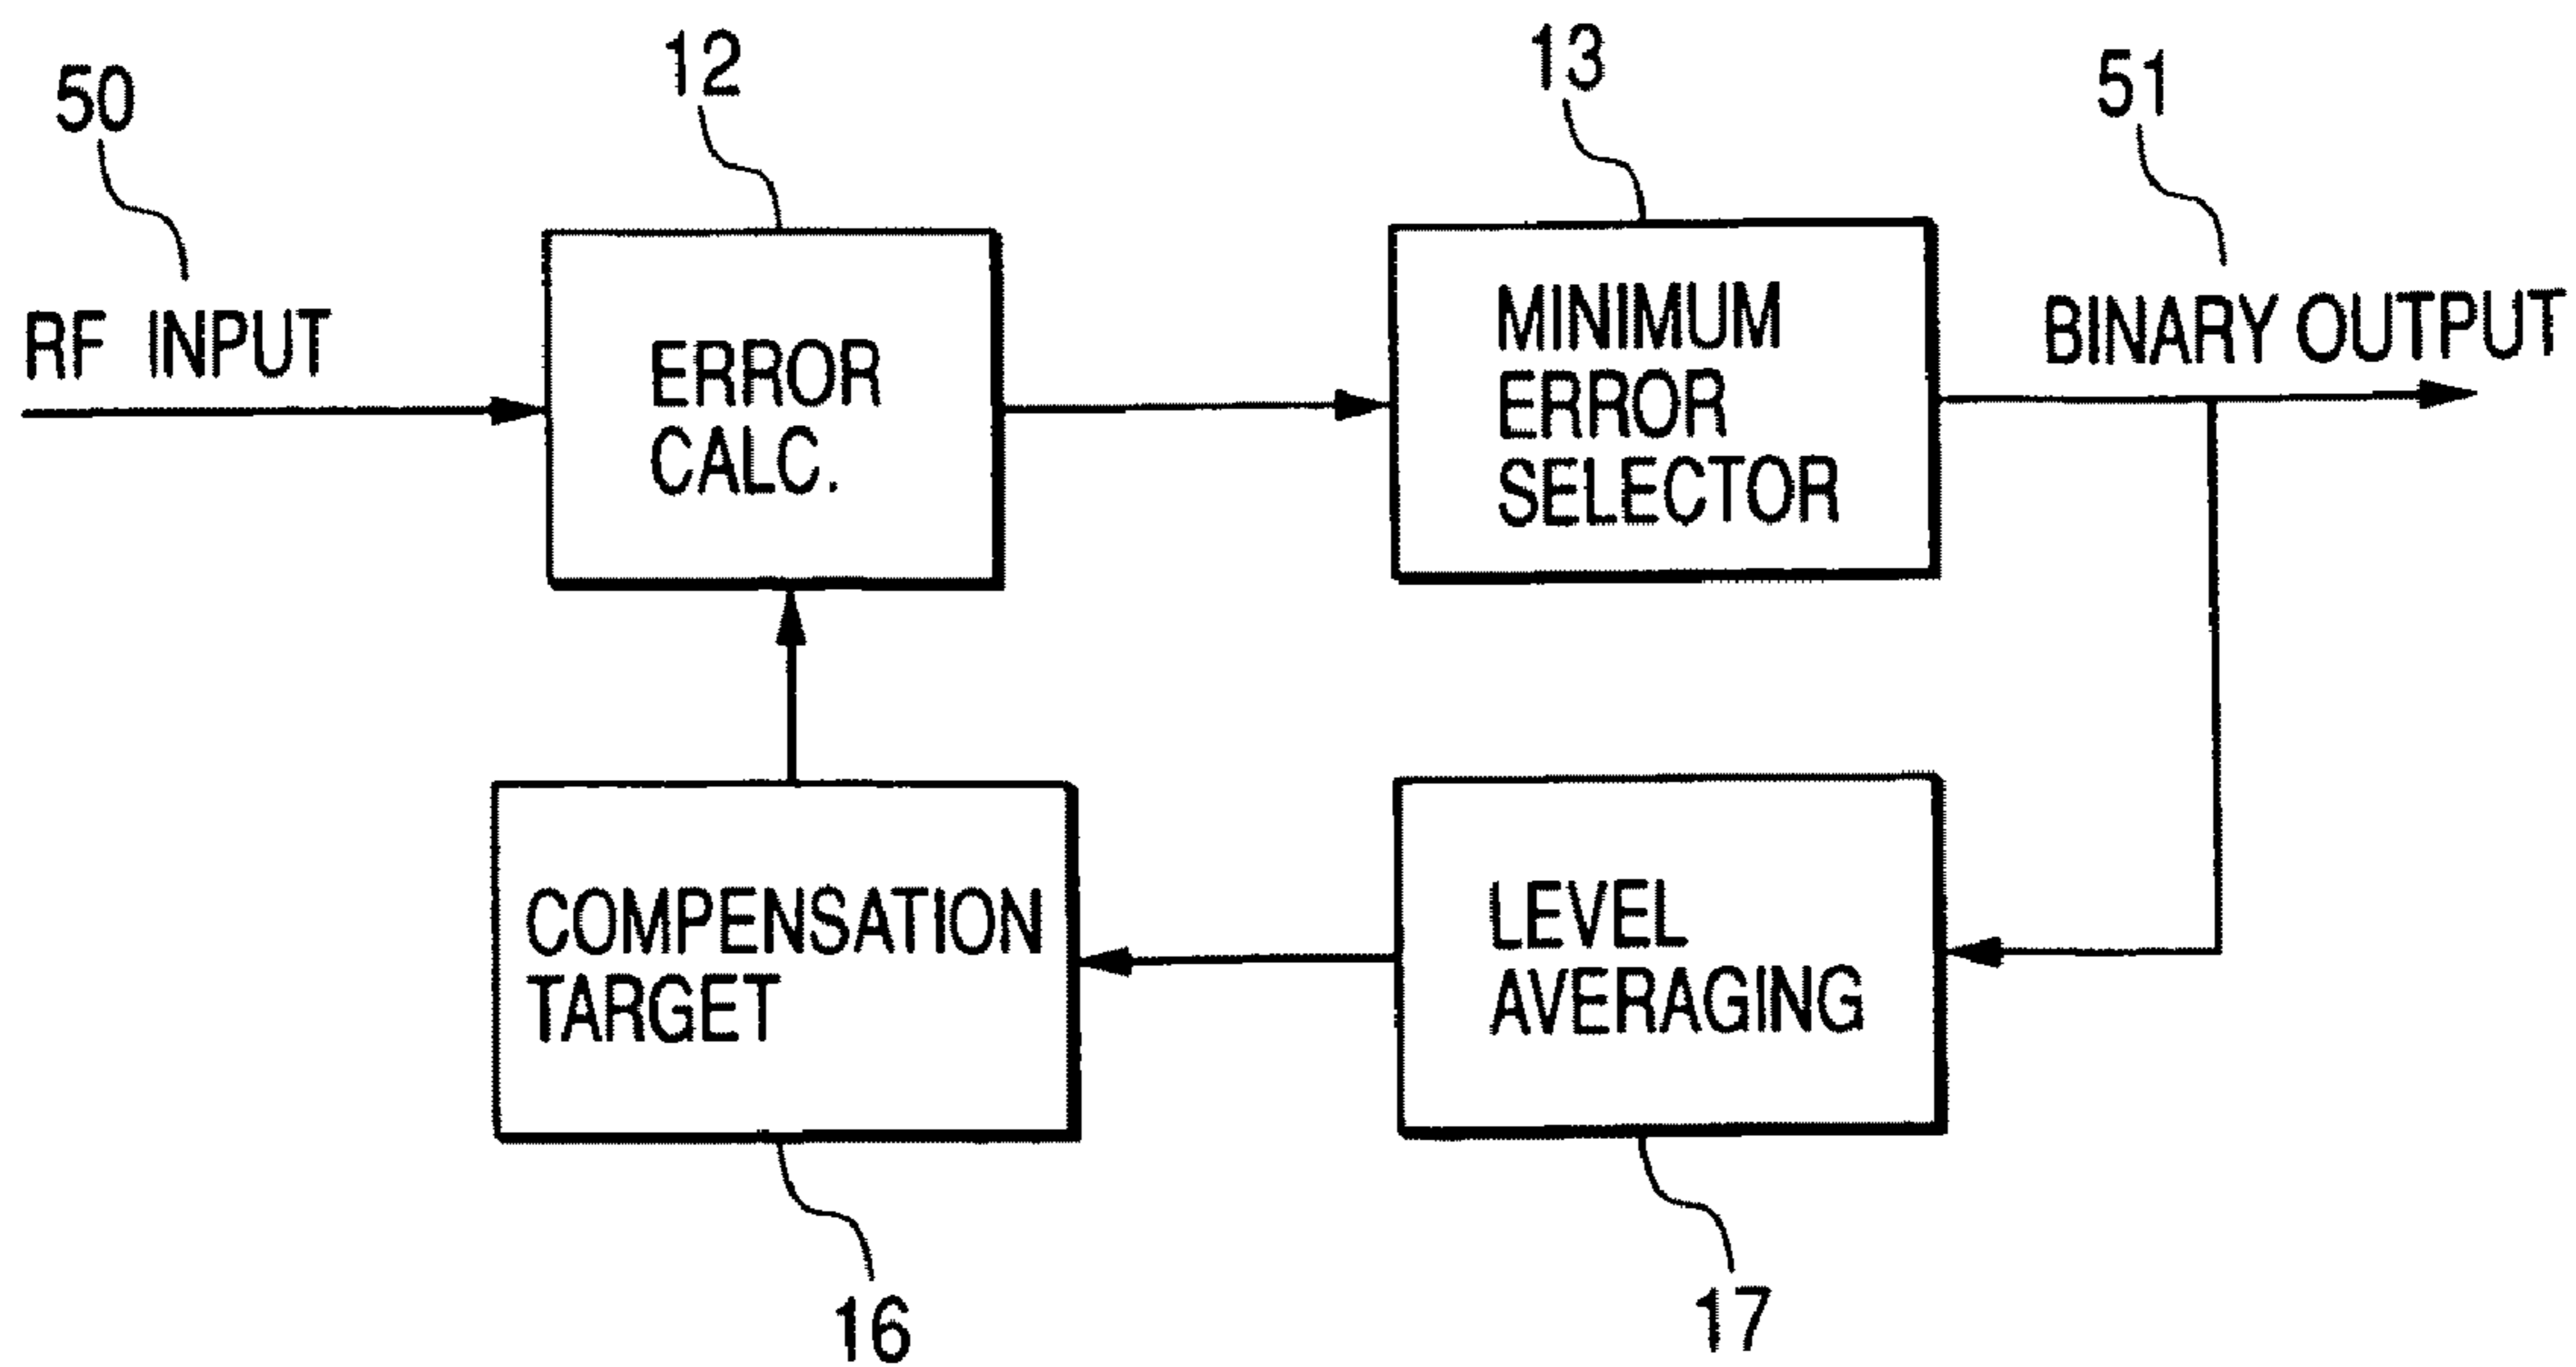 50
12
13
51
RF INPUT
ERROR
CALC.
MINIMUM
ERROR
SELECTOR
BINARY OUTPUT
COMPENSATION
TARGET
LEVEL
AVERAGING
16
17